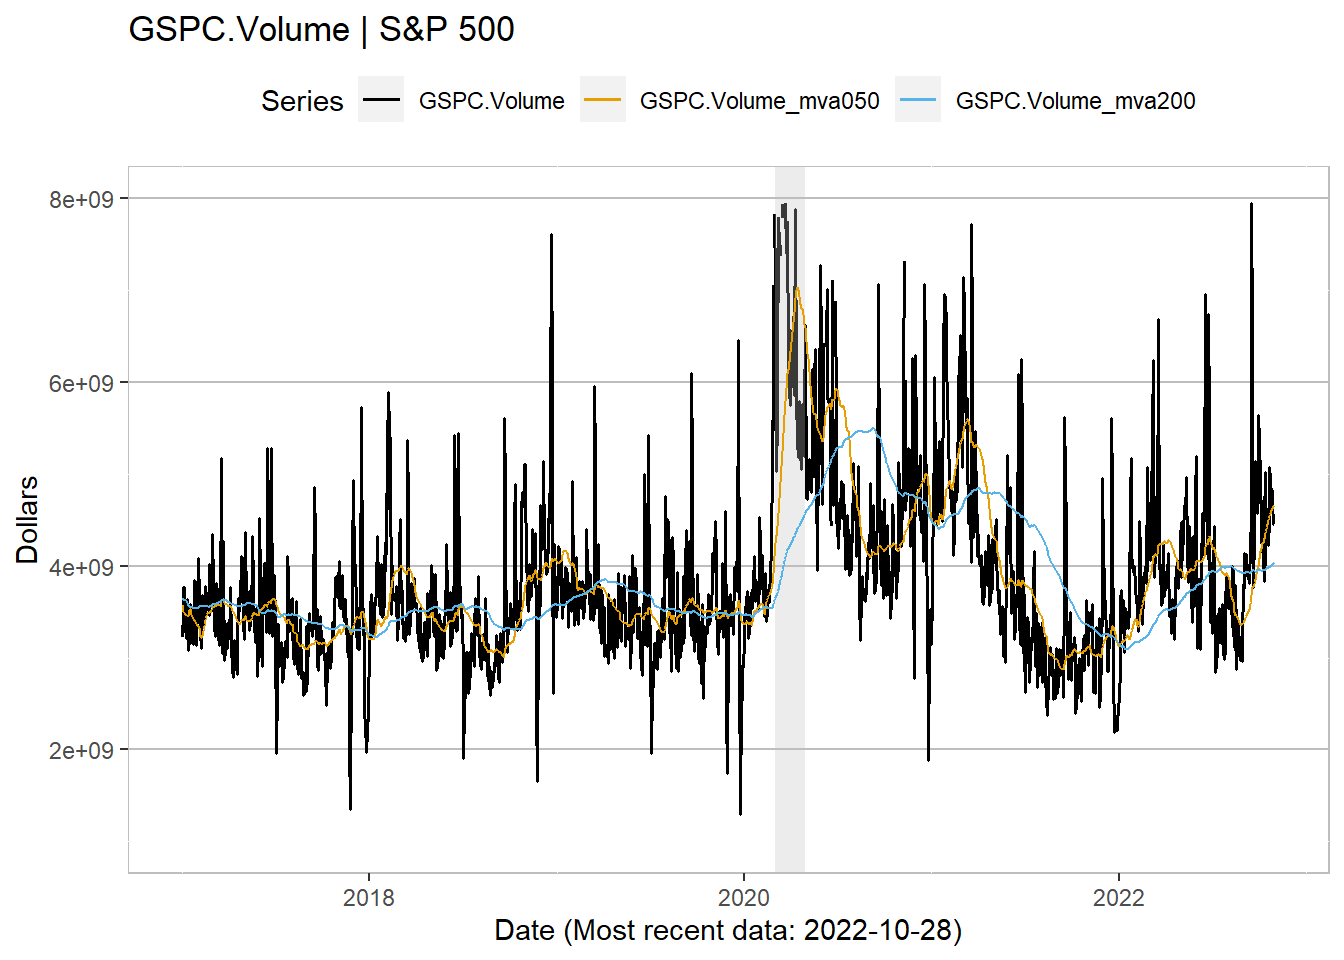 GSPC.Volume | S&P 500
Series GSPC.Volume GSPC.Volume_mva050 GSPC.Volume_mva200
8e+09
6e+09
4e+09
2e+09
Dollars
2018 2020 2022
Date (Most recent data: 2022-10-28)